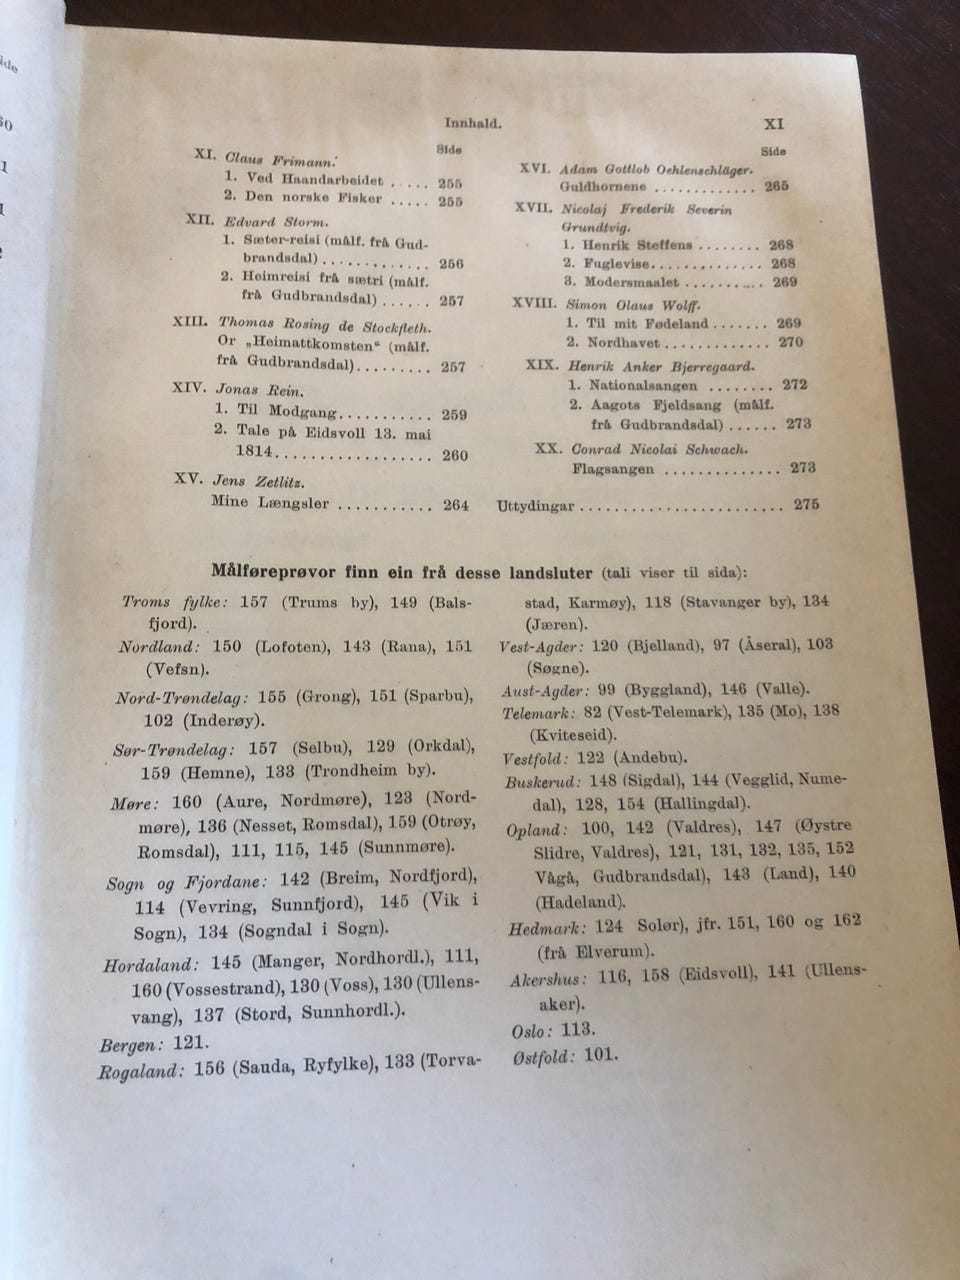 Innhald. XI
Side
XI. Claus Frimann.
1. Ved Haandarbeidet ..... 255
2. Den norske Fisker ..... 255
XII. Edvard Storm.
1. Sæter-reisi (målf. frå Gud-
brandsdal) ............. 256
2. Heimreisi frå sætri (målf.
frå Gudbrandsdal) ...... 257
XIII. Thomas Rosing de Stockfleth.
Or „Heimattkomsten“ (målf.
frå Gudbrandsdal)......... 257
XIV. Jonas Rein.
1. Til Modgang........... 259
2. Tale på Eidsvoll 13. mai
1814.................. 260
XV. Jens Zetlitz.
Mine Længsler ........... 264
Side
XVI. Adam Gottlob Oehlenschläger.
Guldhornene ............ 265
XVII. Nicolaj Frederik Severin
Grundtvig.
1. Henrik Steffens ........ 268
2. Fuglevise............. 268
3. Modersmaalet .......... 269
XVIII. Simon Olaus Wolff.
1. Til mit Fødeland ....... 269
2. Nordhavet ............ 270
XIX. Henrik Anker Bjerregaard.
1. Nationalsangen ........ 272
2. Aagots Fjeldsang (målf.
frå Gudbrandsdal) ...... 273
XX. Conrad Nicolai Schwach.
Flagsangen .............. 273
Uttydingar ........................ 275
Målføreprøvor finn ein frå desse landsluter (tali viser til sida):
Troms fylke: 157 (Trums by), 149 (Bals-
fjord).
Nordland: 150 (Lofoten), 143 (Rana), 151
(Vefsn).
Nord-Trøndelag: 155 (Grong), 151 (Sparbu),
102 (Inderøy).
Sør-Trøndelag: 157 (Selbu), 129 (Orkdal),
159 (Hemne), 133 (Trondheim by).
Møre: 160 (Aure, Nordmøre), 123 (Nord-
møre), 136 (Nesset, Romsdal), 159 (Otrøy,
Romsdal), 111, 115, 145 (Sunnmøre).
Sogn og Fjordane: 142 (Breim, Nordfjord),
114 (Vevring, Sunnfjord), 145 (Vik i
Sogn), 134 (Sogndal i Sogn).
Hordaland: 145 (Manger, Nordhordl.), 111,
160 (Vossestrand), 130 (Voss), 130 (Ullens-
vang), 137 (Stord, Sunnhordl.).
Bergen: 121.
Rogaland: 156 (Sauda, Ryfylke), 133 (Torva-
stad, Karmøy), 118 (Stavanger by), 134
(Jæren).
Vest-Agder: 120 (Bjelland), 97 (Åseral), 103
(Søgne).
Aust-Agder: 99 (Byggland), 146 (Valle).
Telemark: 82 (Vest-Telemark), 135 (Mo), 138
(Kviteseid).
Vestfold: 122 (Andebu).
Buskerud: 148 (Sigdal), 144 (Vegglid, Nume-
dal), 128, 154 (Hallingdal).
Opland: 100, 142 (Valdres), 147 (Øystre
Slidre, Valdres), 121, 131, 132, 135, 152
Vågå, Gudbrandsdal), 143 (Land), 140
(Hadeland).
Hedmark: 124 Solør), jfr. 151, 160 og 162
(frå Elverum).
Akershus: 116, 158 (Eidsvoll), 141 (Ullens-
aker).
Oslo: 113.
Østfold: 101.